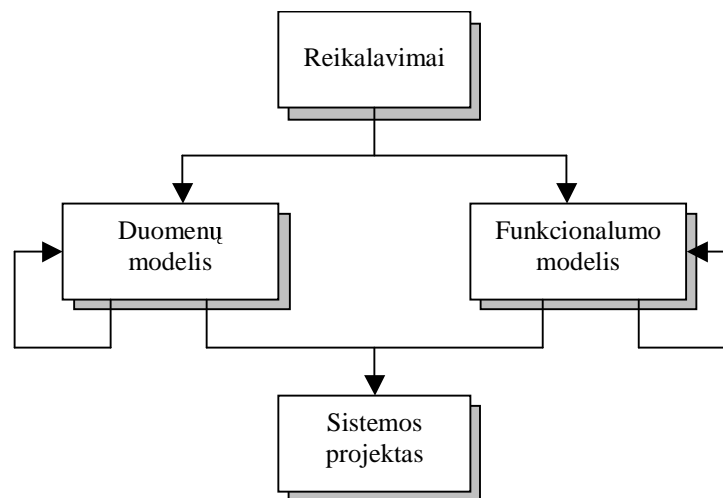 Reikalavimai
Duomenų
modelis
Funkcionalumo
modelis
Sistemos
projektas